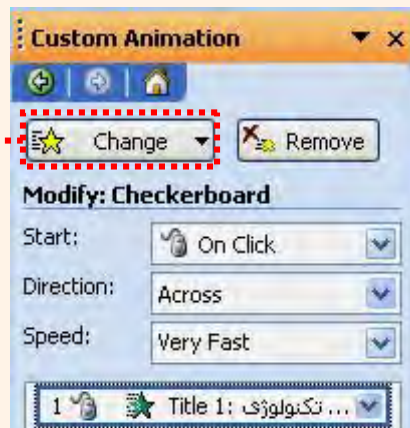 Custom Animation
Change Remove
Modify: Checkerboard
Start: On Click
Direction: Across
Speed: Very Fast
1 Title 1: تکنولوژی ...